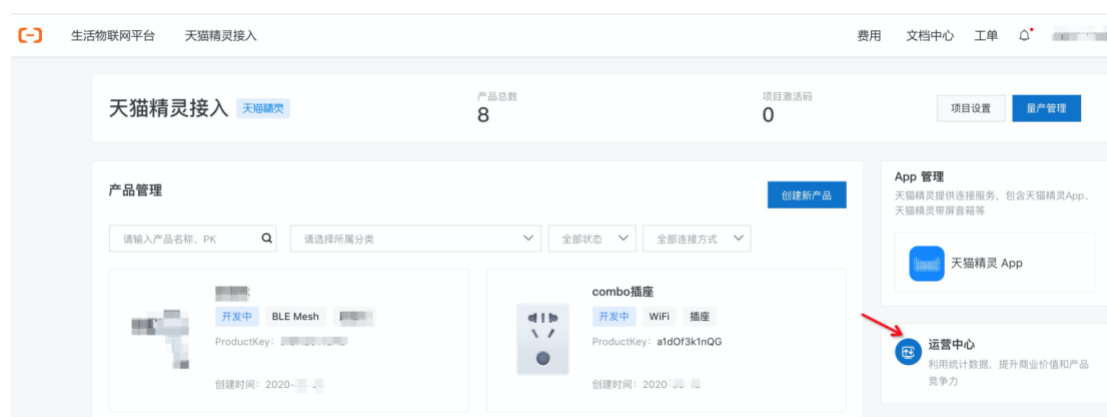 生活物联网平台 天猫精灵接入 费用 文档中心 工单
天猫精灵接入 天猫精灵
产品总数
8
项目激活码
0
项目设置 量产管理
产品管理 创建新产品
请输入产品名称、PK 请选择所属分类 全部状态 全部连接方式
开发中 BLE Mesh
ProductKey:
创建时间: 2020-
combo插座
开发中 WiFi 插座
ProductKey: a1dOf3k1nQG
创建时间: 2020
App 管理
天猫精灵提供连接服务,包含天猫精灵App、
天猫精灵带屏音箱等
天猫精灵 App
运营中心
利用统计数据,提升商业价值和产品
竞争力